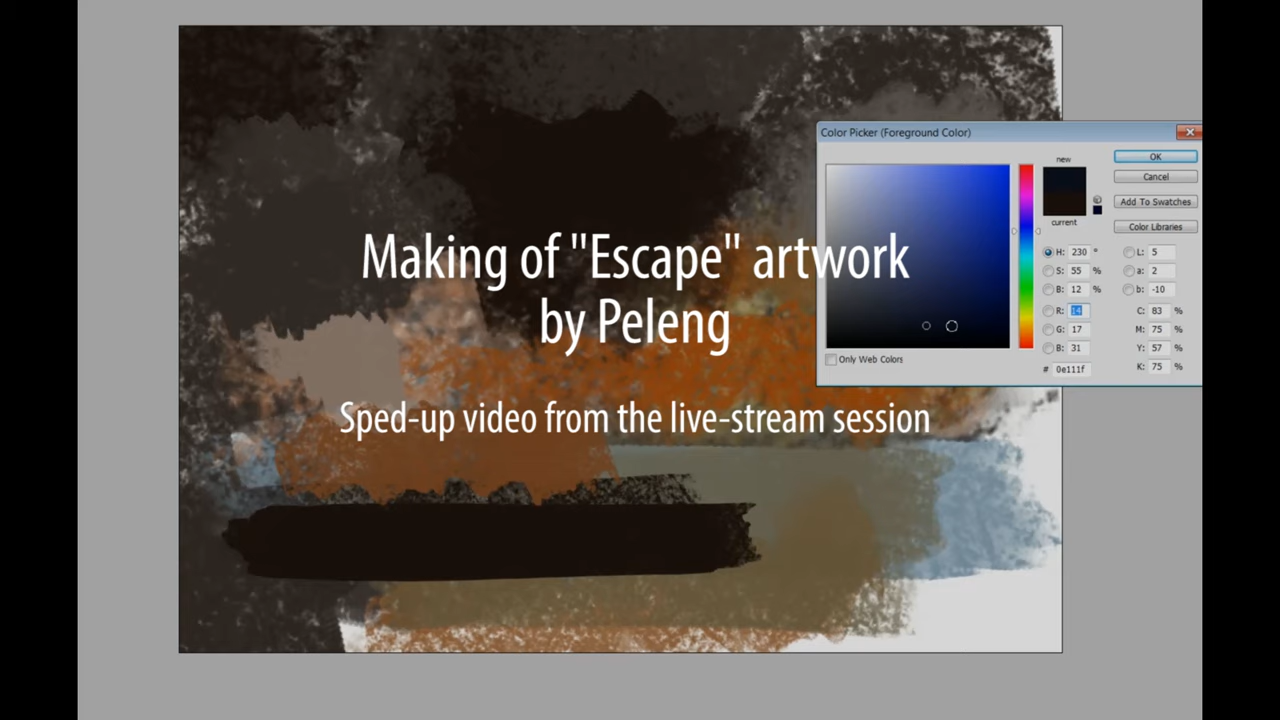 Color Picker (Foreground Color)
new
OK
Cancel
Add To Swatches
current
Color Libraries
Making of "Escape" artwork
by Peleng
H: 230 ° L: 5
S: 55 % a: 2
B: 12 % b: -10
R: 14 C: 83 %
G: 17 M: 75 %
B: 31 Y: 57 %
# 0e111f K: 75 %
Only Web Colors
Sped-up video from the live-stream session